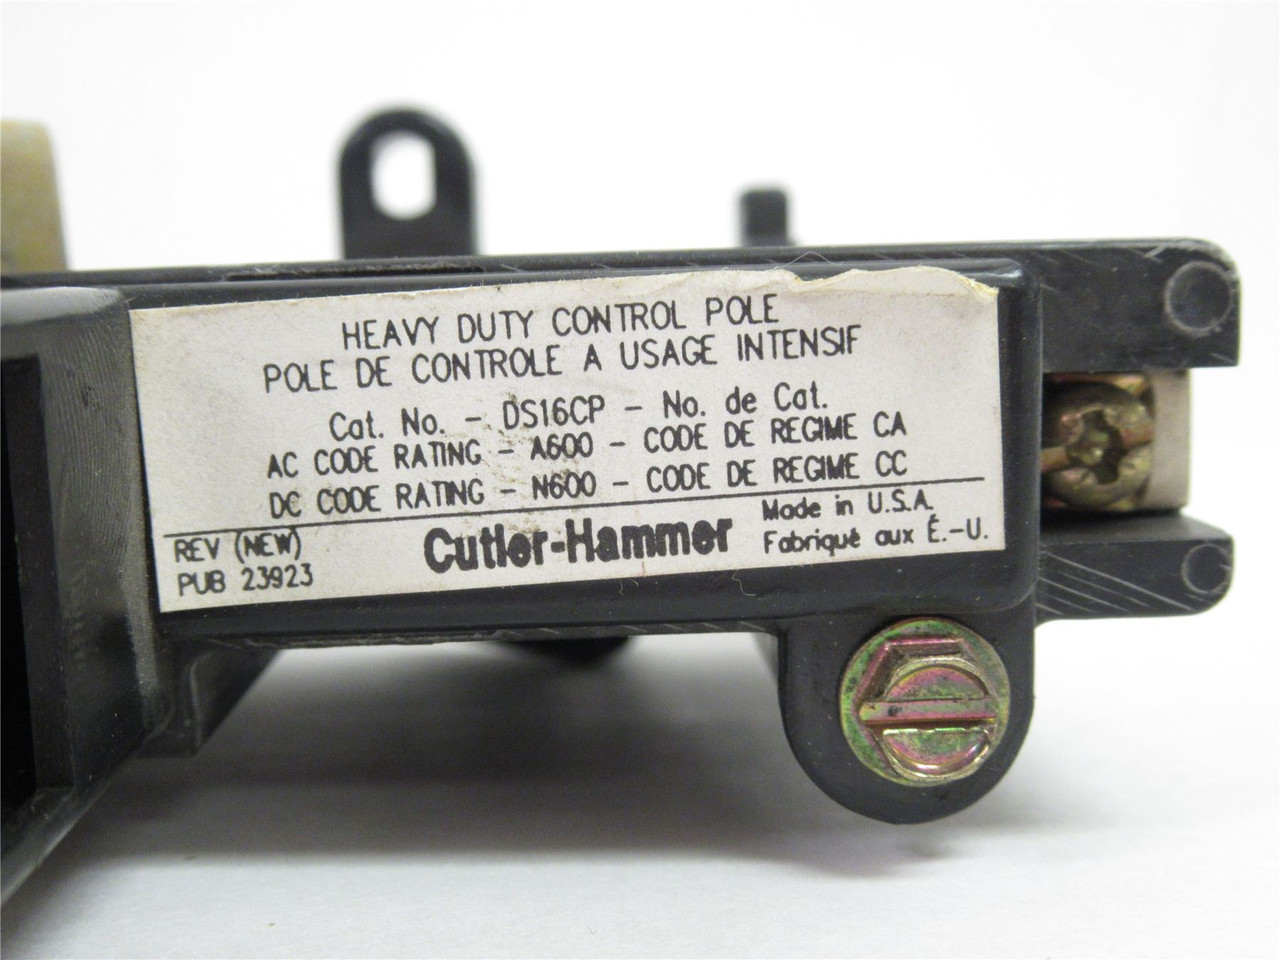 HEAVY DUTY CONTROL POLE
POLE DE CONTROLE A USAGE INTENSIF
Cat. No. - DS16CP - No. de Cat.
AC CODE RATING - A600 - CODE DE REGIME CA
DC CODE RATING - N600 - CODE DE REGIME CC
REV (NEW)
PUB 23923
Cutler-Hammer
Made in U.S.A.
Fabriqué aux É.-U.